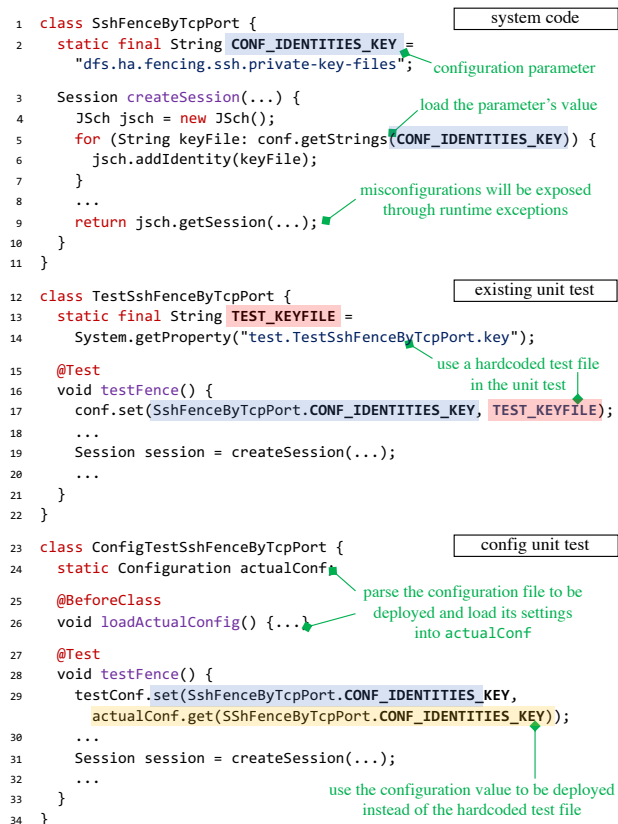 system code
1 class SshFenceByTcpPort {
2 static final String CONF_IDENTITIES_KEY =
"dfs.ha.fencing.ssh.private-key-files";
configuration parameter
3 Session createSession(...) {
load the parameter's value
4 JSch jsch = new JSch();
5 for (String keyFile: conf.getStrings(CONF_IDENTITIES_KEY)) {
6 jsch.addIdentity(keyFile);
7 }
8 ...
misconfigurations will be exposed
through runtime exceptions
9 return jsch.getSession(...);
10 }
11 }
existing unit test
12 class TestSshFenceByTcpPort {
13 static final String TEST_KEYFILE =
14 System.getProperty("test.TestSshFenceByTcpPort.key");
use a hardcoded test file
in the unit test
15 @Test
16 void testFence() {
17 conf.set(SshFenceByTcpPort.CONF_IDENTITIES_KEY, TEST_KEYFILE);
18 ...
19 Session session = createSession(...);
20 ...
21 }
22 }
config unit test
23 class ConfigTestSshFenceByTcpPort {
24 static Configuration actualConf;
parse the configuration file to be
deployed and load its settings
into actualConf
25 @BeforeClass
26 void loadActualConfig() {...}
27 @Test
28 void testFence() {
29 testConf.set(SshFenceByTcpPort.CONF_IDENTITIES_KEY,
actualConf.get(SShFenceByTcpPort.CONF_IDENTITIES_KEY));
30 ...
31 Session session = createSession(...);
32 ...
use the configuration value to be deployed
instead of the hardcoded test file
33 }
34 }